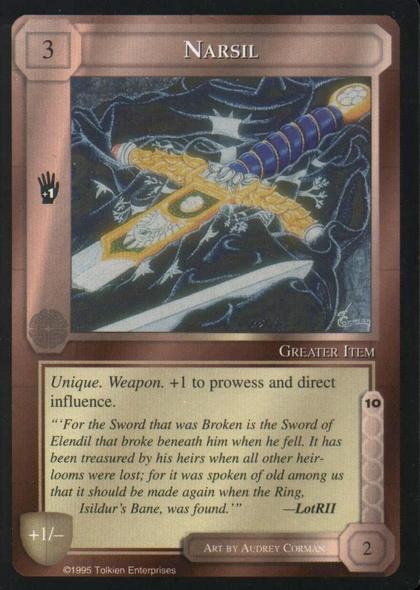 3
NARSIL
+1
Corman
GREATER ITEM
Unique. Weapon. +1 to prowess and direct
influence.
"‘For the Sword that was Broken is the Sword of
Elendil that broke beneath him when he fell. It has
been treasured by his heirs when all other heir-
looms were lost; for it was spoken of old among us
that it should be made again when the Ring,
Isildur's Bane, was found.’" —LotRII
10
+1/–
ART BY AUDREY CORMAN
2
©1995 Tolkien Enterprises